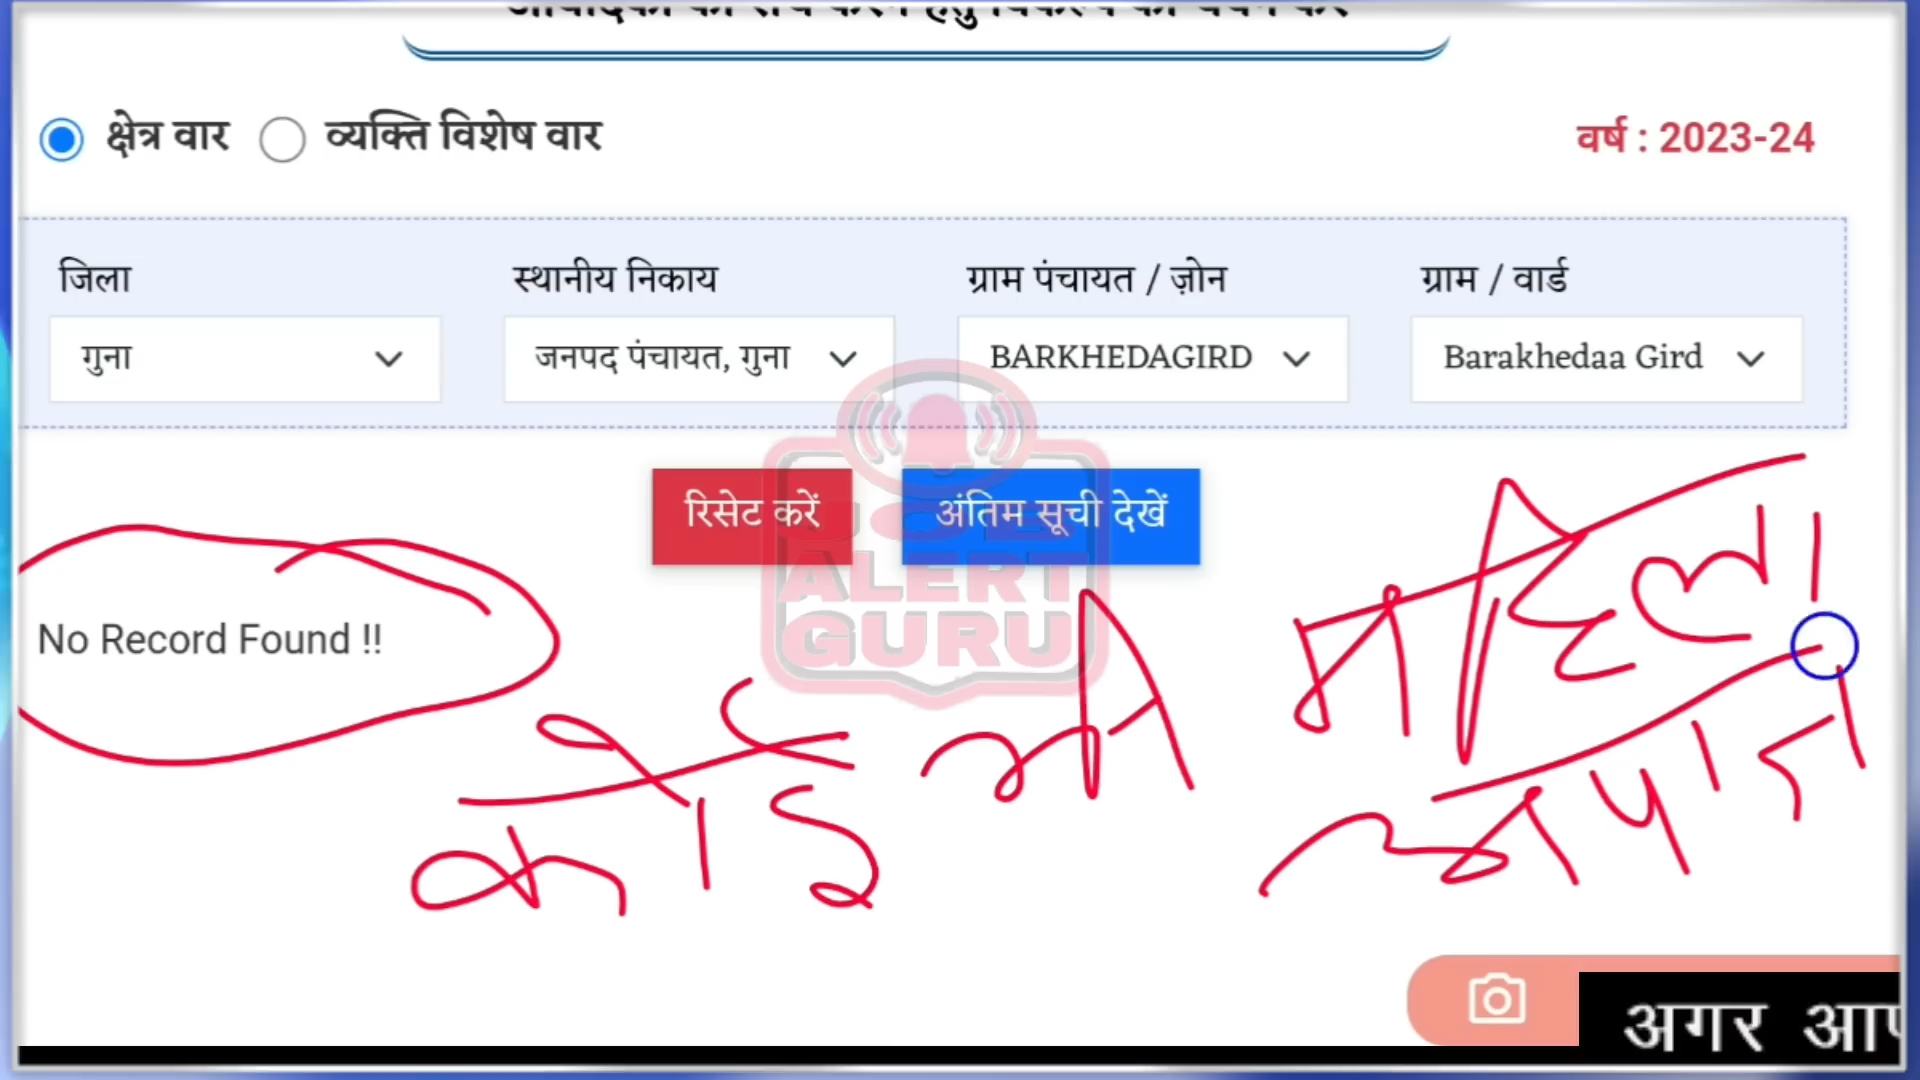 क्षेत्र वार व्यक्ति विशेष वार वर्ष : 2023-24
जिला स्थानीय निकाय ग्राम पंचायत / ज़ोन ग्राम / वार्ड
गुना जनपद पंचायत, गुना BARKHEDAGIRD Barakhedaa Gird
रिसेट करें अंतिम सूची देखें
ALERT
GURU
No Record Found !!
कोई भी महिला
अपात्र
अगर आप